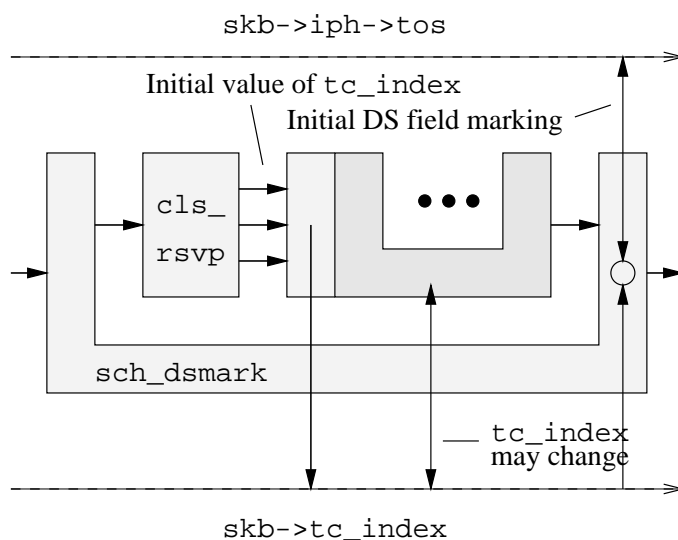 skb->iph->tos
Initial value of tc_index
Initial DS field marking
cls_
rsvp
sch_dsmark
tc_index
may change
skb->tc_index